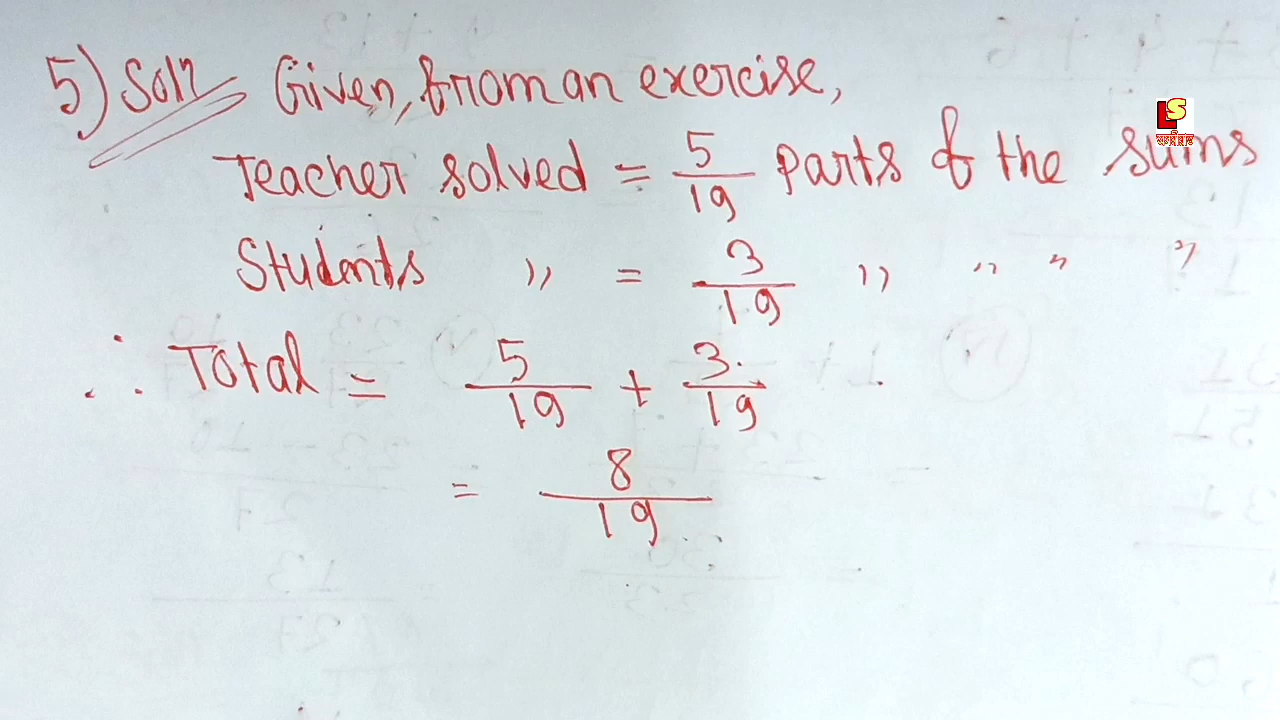 5) Soln Given, from an exercise,
LS
Teacher solved = 5/19 parts of the sums
Students ,, = 3/19 ,, ,, ,, ,,
∴ Total = 5/19 + 3/19
= 8/19